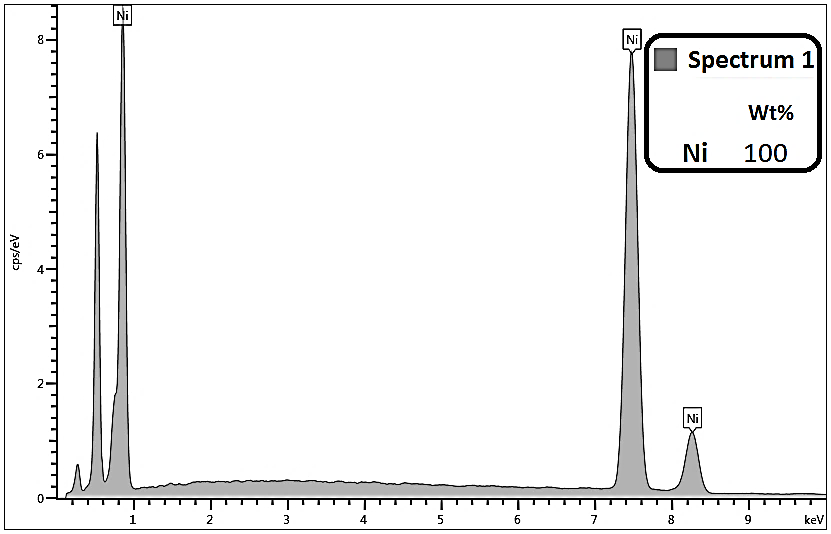 Ni
Ni
Spectrum 1
Wt%
Ni 100
Ni
cps/eV
8
6
4
2
0
1 2 3 4 5 6 7 8 9 keV